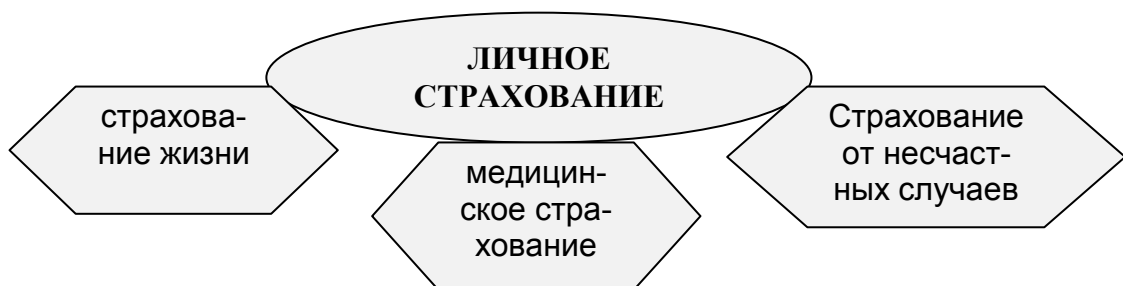 ЛИЧНОЕ
СТРАХОВАНИЕ
страхова-
ние жизни
медицин-
ское стра-
хование
Страхование
от несчаст-
ных случаев